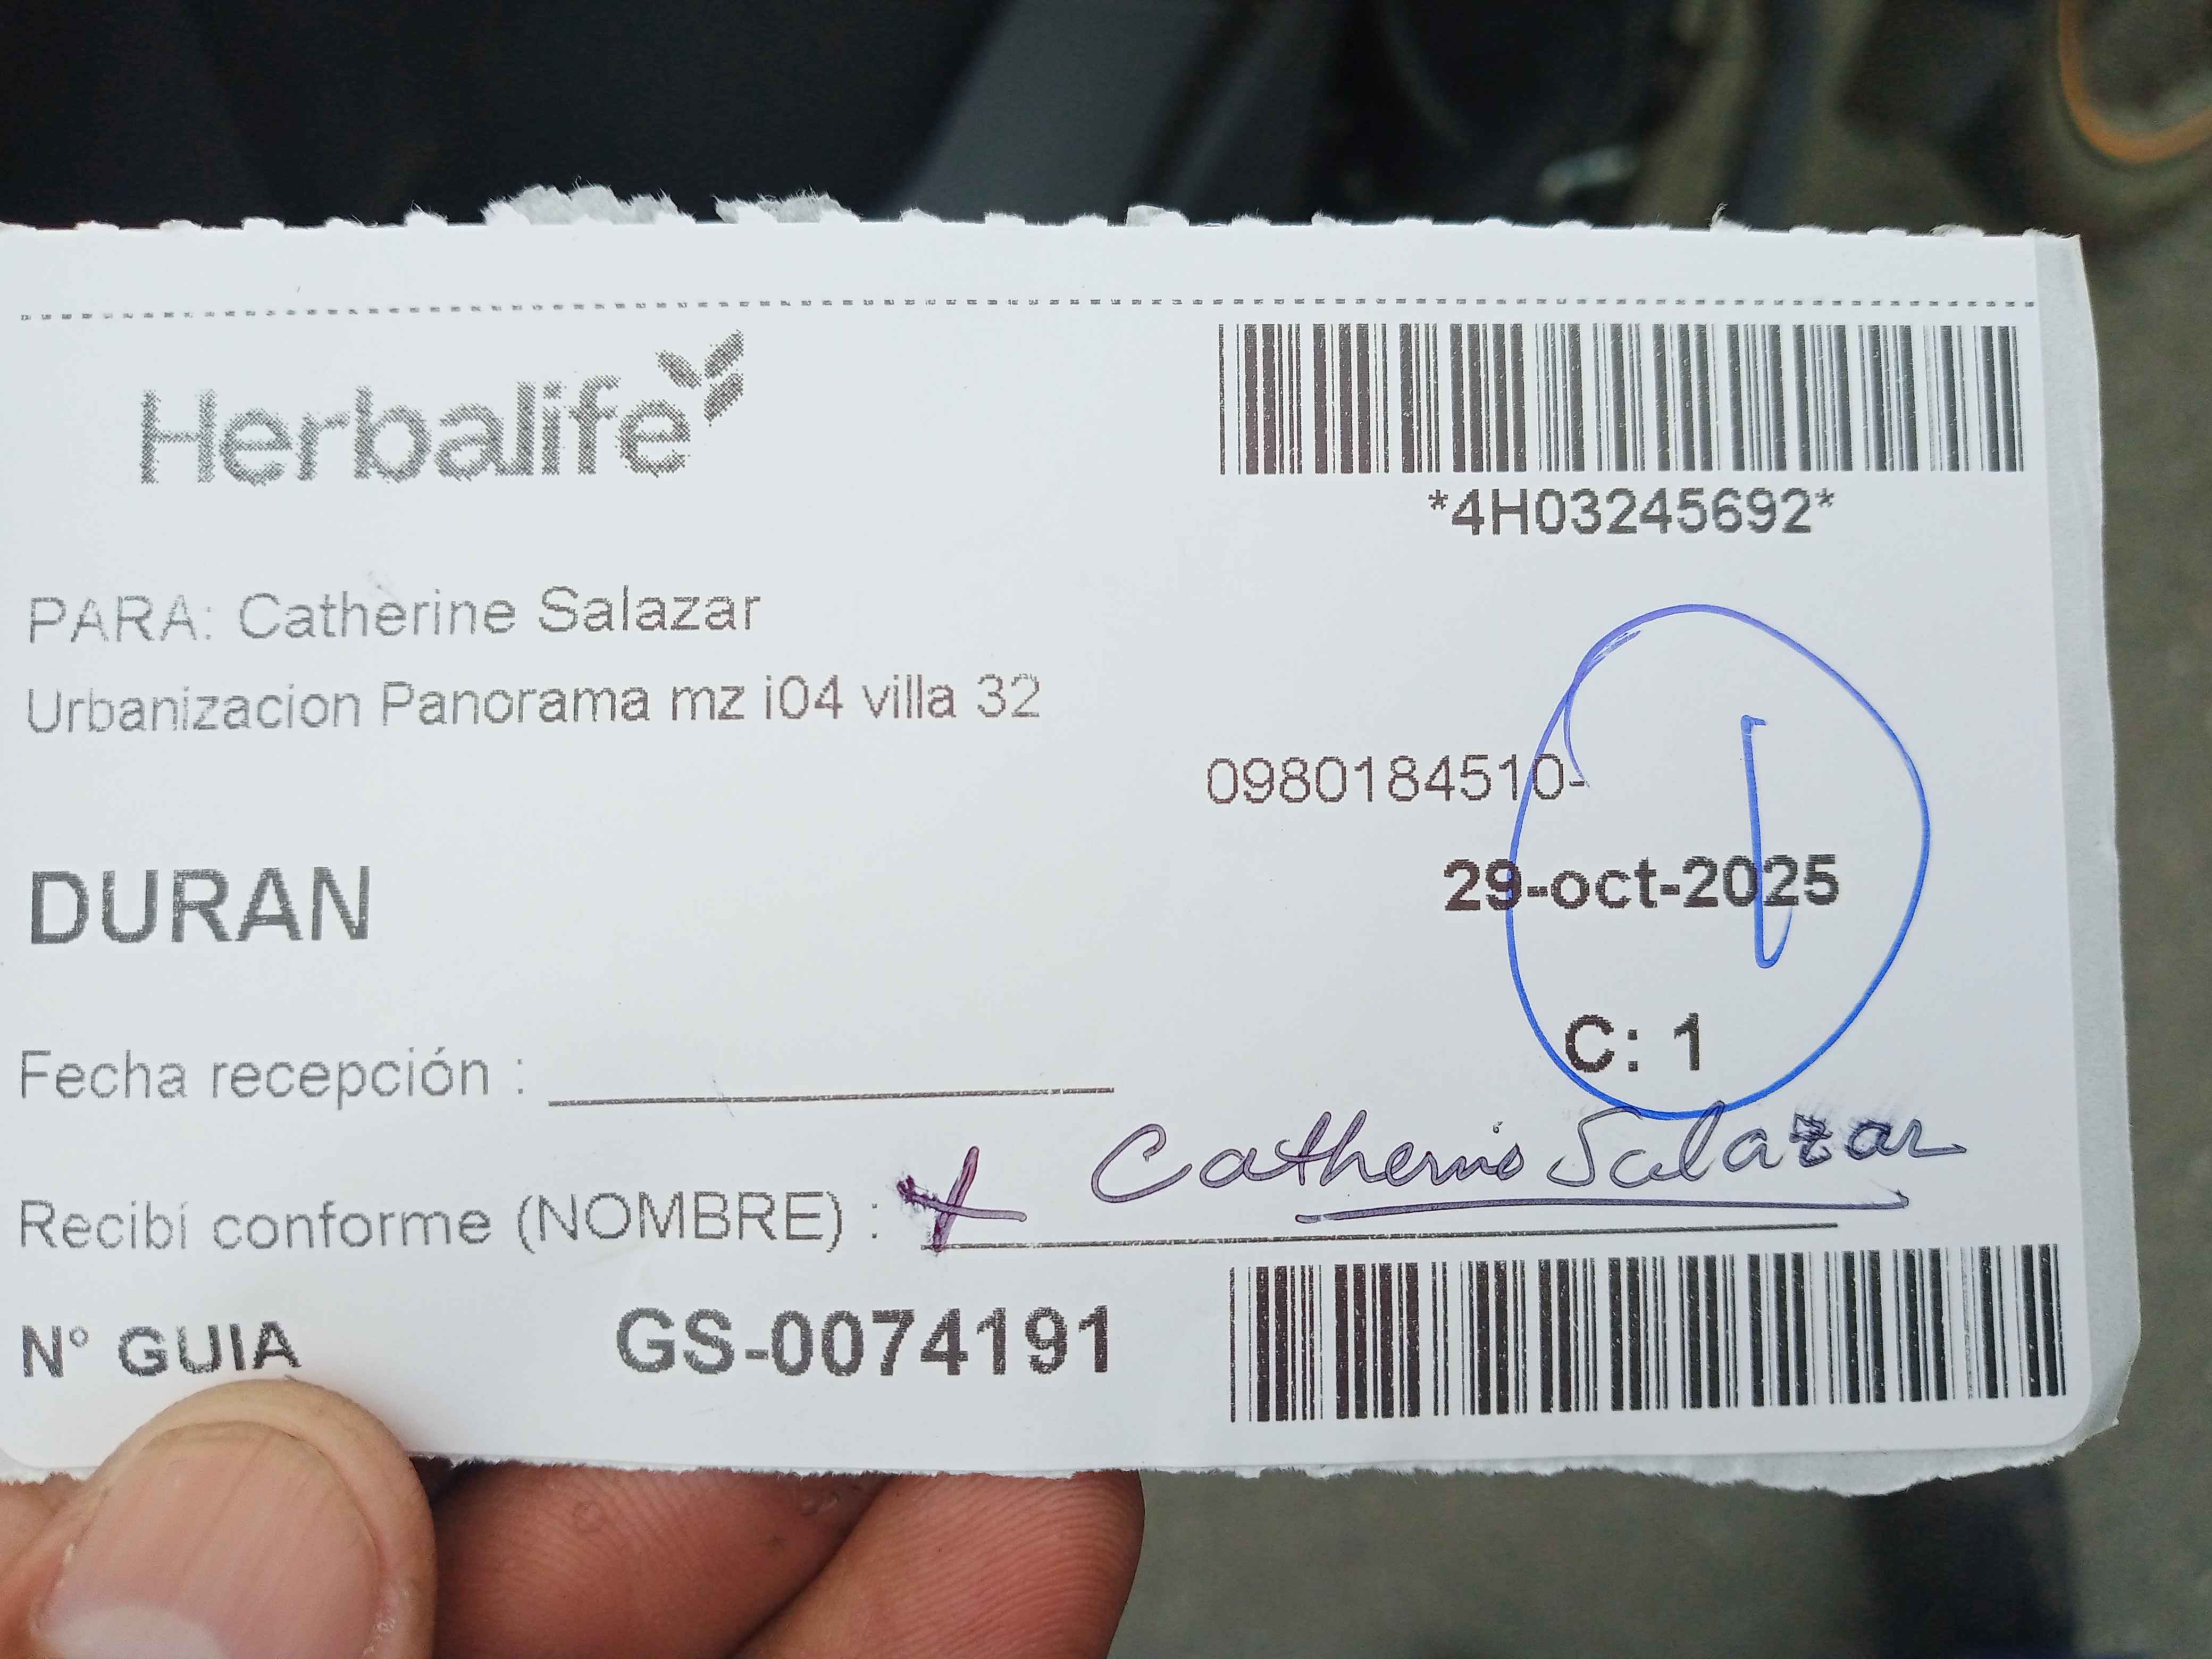 Herbalife
*4H03245692*
PARA: Catherine Salazar
Urbanizacion Panorama mz i04 villa 32
0980184510-
1
29-oct-2025
DURAN
C: 1
Fecha recepción :
Recibí conforme (NOMBRE) : x Catherine Salazar
N° GUIA GS-0074191